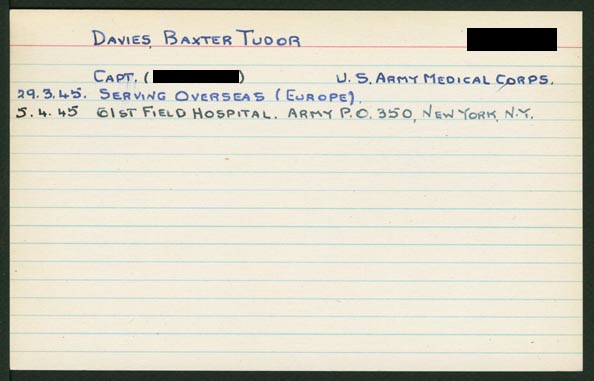 DAVIES, BAXTER TUDOR
CAPT. ( ) U.S. ARMY MEDICAL CORPS.
29.3.45. SERVING OVERSEAS (EUROPE).
5.4.45 61ST FIELD HOSPITAL. ARMY P.O. 350, NEW YORK, N.Y.